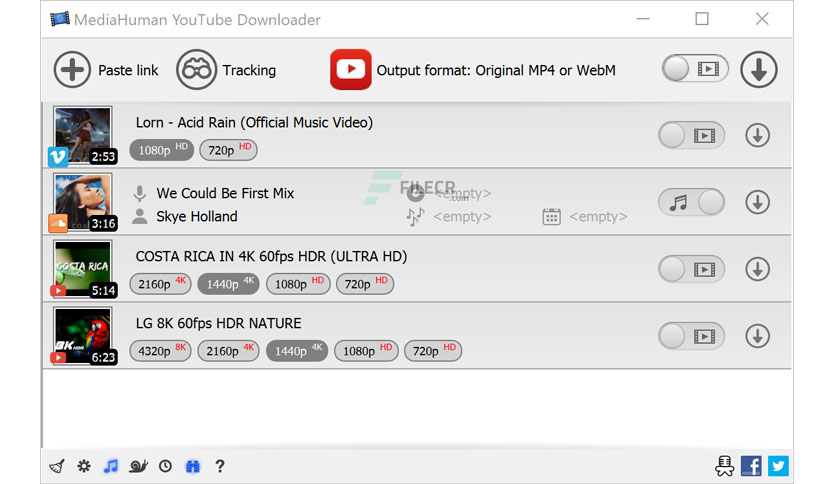 MediaHuman YouTube Downloader
Paste link
Tracking
Output format: Original MP4 or WebM
Lorn - Acid Rain (Official Music Video)
2:53
1080p HD
720p HD
We Could Be First Mix
<empty>
3:16
Skye Holland
<empty>
<empty>
FILECR
.com
COSTA RICA IN 4K 60fps HDR (ULTRA HD)
COSTA RICA
5:14
2160p 4K
1440p 4K
1080p HD
720p HD
LG 8K 60fps HDR NATURE
8K HDR
6:23
4320p 8K
2160p 4K
1440p 4K
1080p HD
720p HD
?